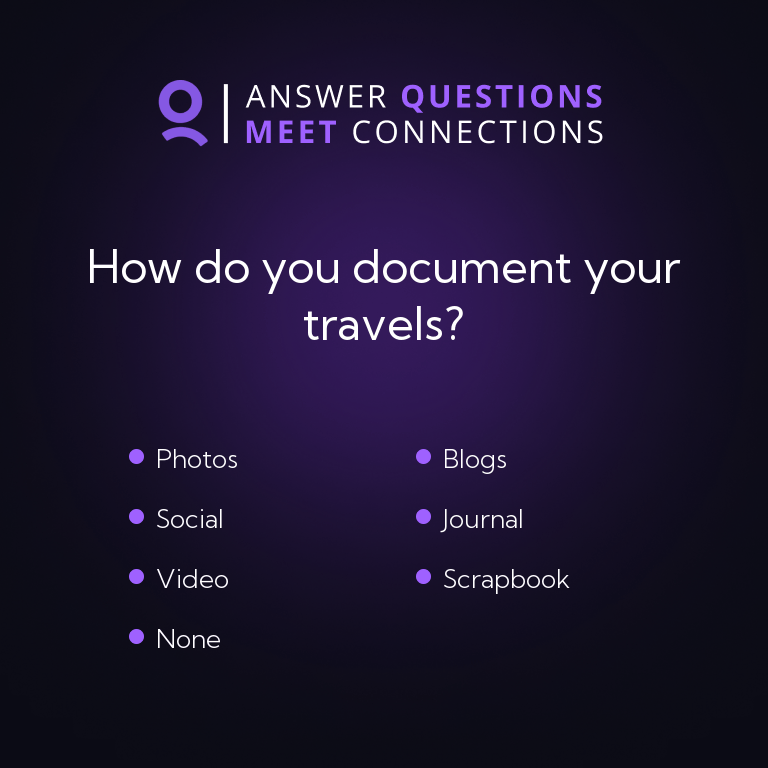 ANSWER QUESTIONS
MEET CONNECTIONS
How do you document your
travels?
Photos
Blogs
Social
Journal
Video
Scrapbook
None